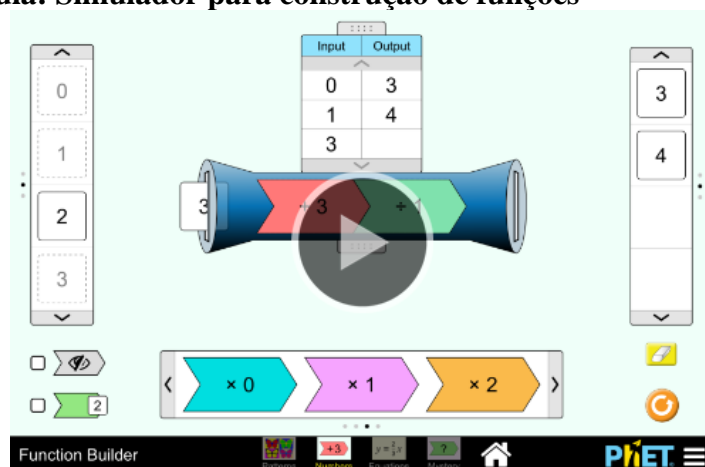 Simulador para construção de funções
Input Output
0 3
1 4
3
0
1
2
3
3
4
3
+ 3
÷ 1
2
× 0
× 1
× 2
Function Builder
Patterns
+3
Numbers
Equations
?
Mystery
PhET